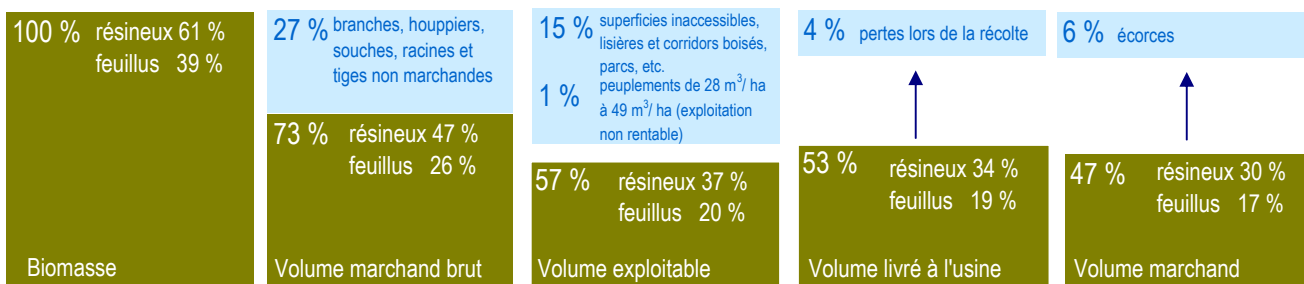 100 % résineux 61 %
feuillus 39 %
Biomasse
27 % branches, houppiers,
souches, racines et
tiges non marchandes
73 % résineux 47 %
feuillus 26 %
Volume marchand brut
15 % superficies inaccessibles,
lisières et corridors boisés,
parcs, etc.
1 % peuplements de 28 m³/ ha
à 49 m³/ ha (exploitation
non rentable)
57 % résineux 37 %
feuillus 20 %
Volume exploitable
4 % pertes lors de la récolte
53 % résineux 34 %
feuillus 19 %
Volume livré à l'usine
6 % écorces
47 % résineux 30 %
feuillus 17 %
Volume marchand